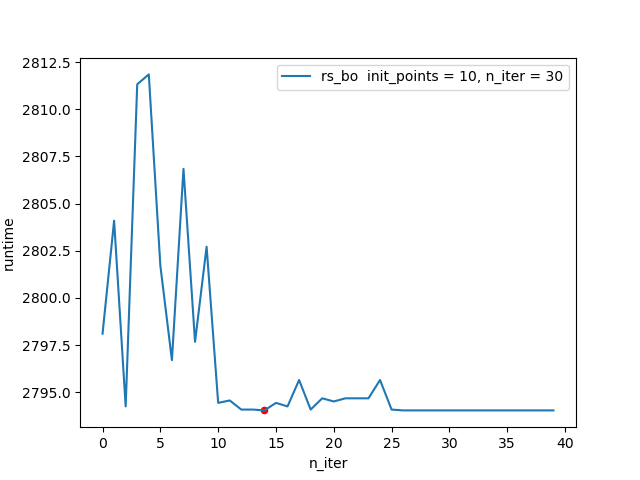 rs_bo  init_points = 10, n_iter = 30
runtime
2812.5
2810.0
2807.5
2805.0
2802.5
2800.0
2797.5
2795.0
0 5 10 15 20 25 30 35 40
n_iter